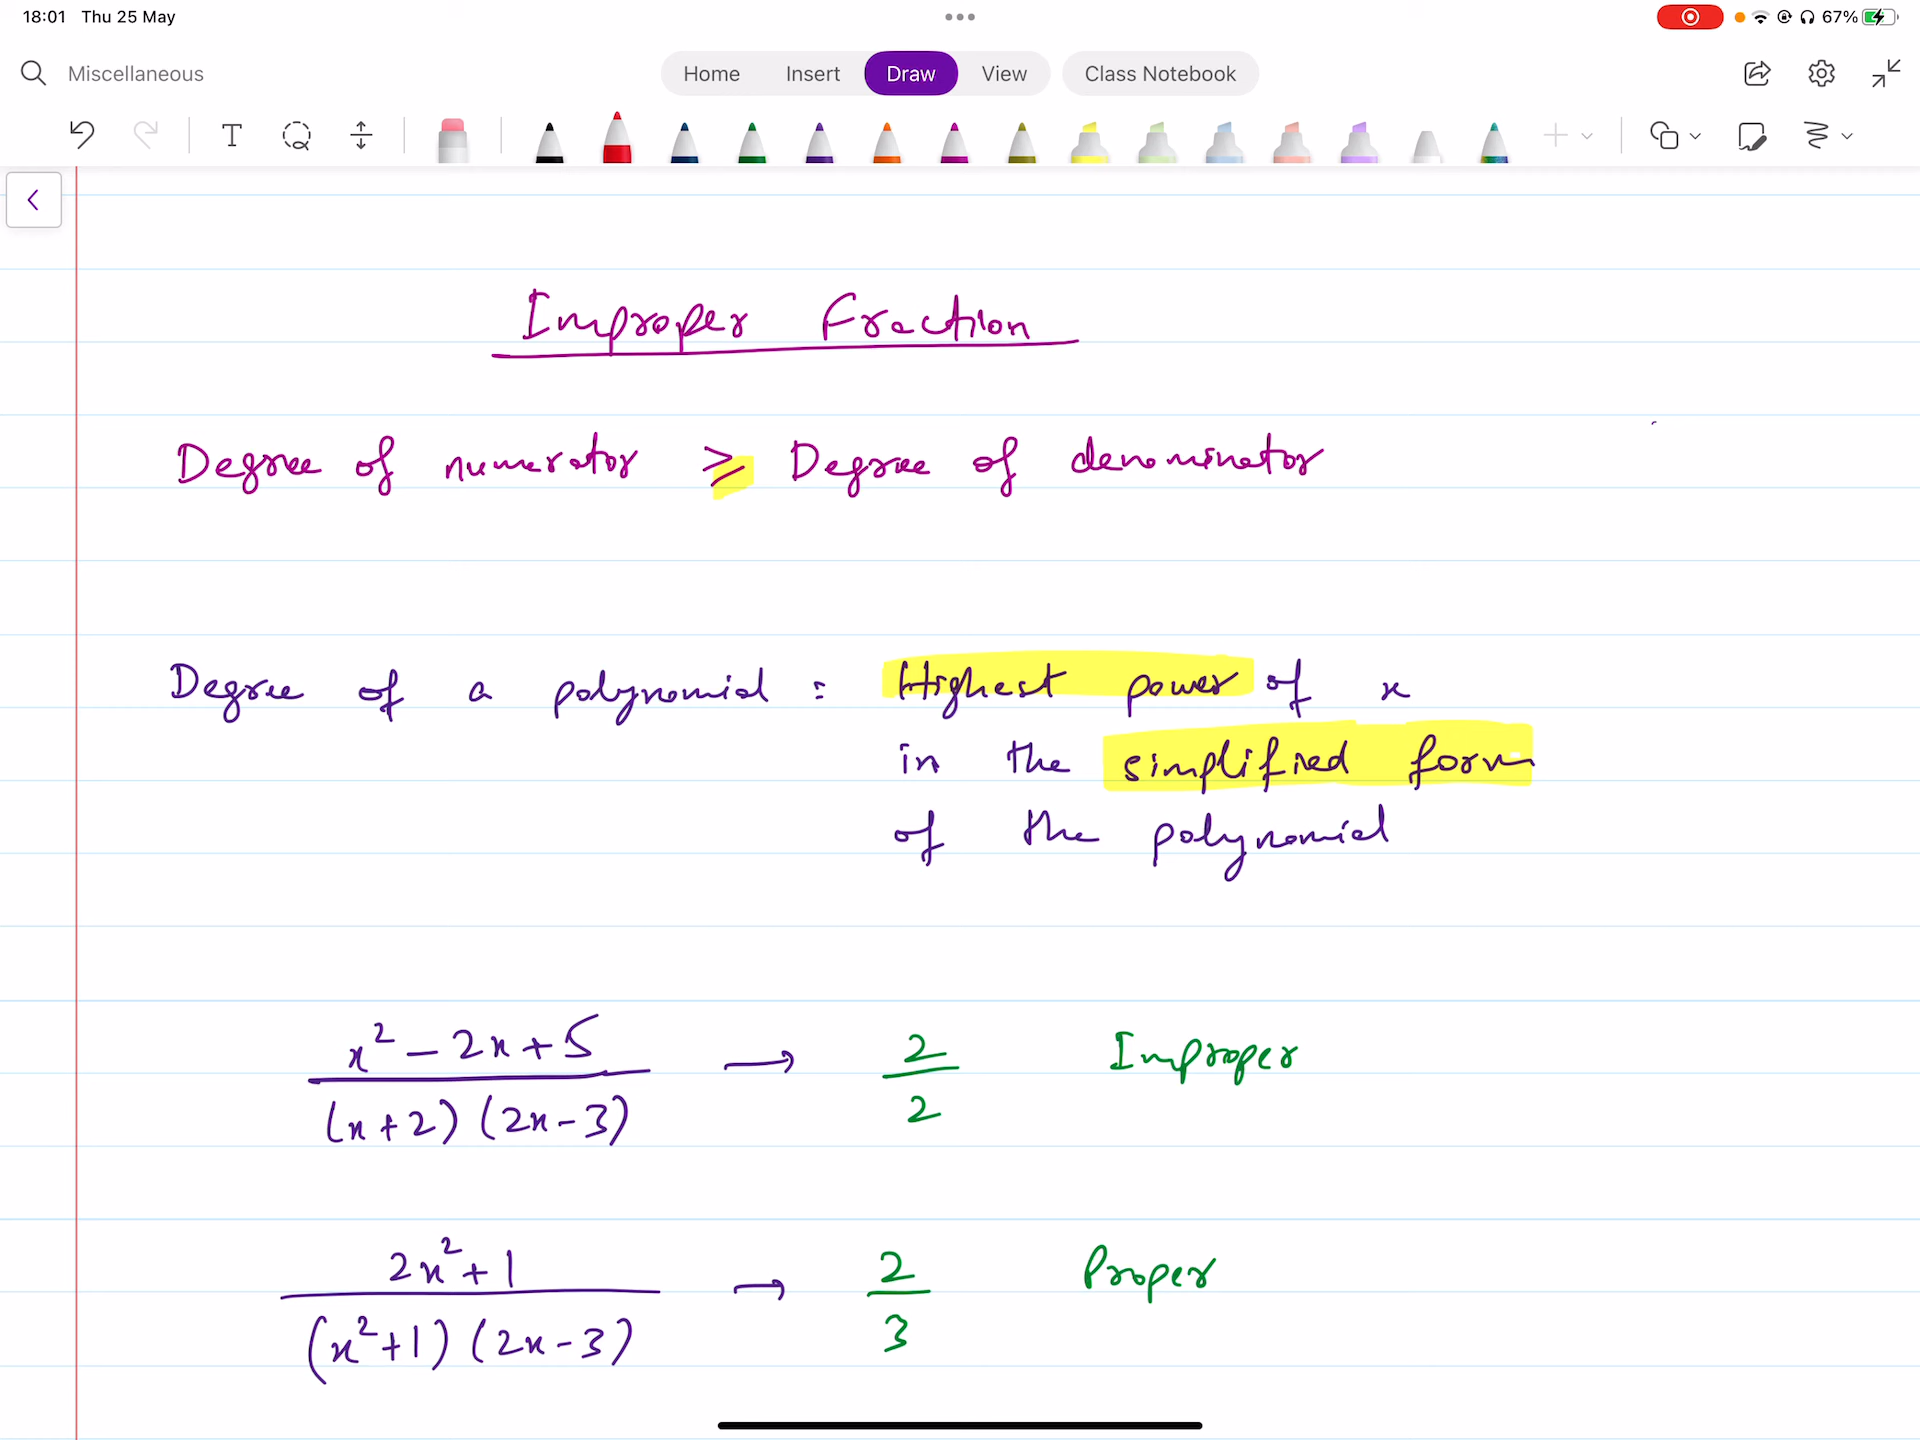 18:01 Thu 25 May
67%
Miscellaneous
Home Insert Draw View Class Notebook
T
Improper Fraction
Degree of numerator ≥ Degree of denominator
Degree of a polynomial : Highest power of x
in the simplified form
of the polynomial
x² - 2x + 5
(x + 2) (2x - 3)
→ 2/2 Improper
2x² + 1
(x² + 1) (2x - 3)
→ 2/3 Proper